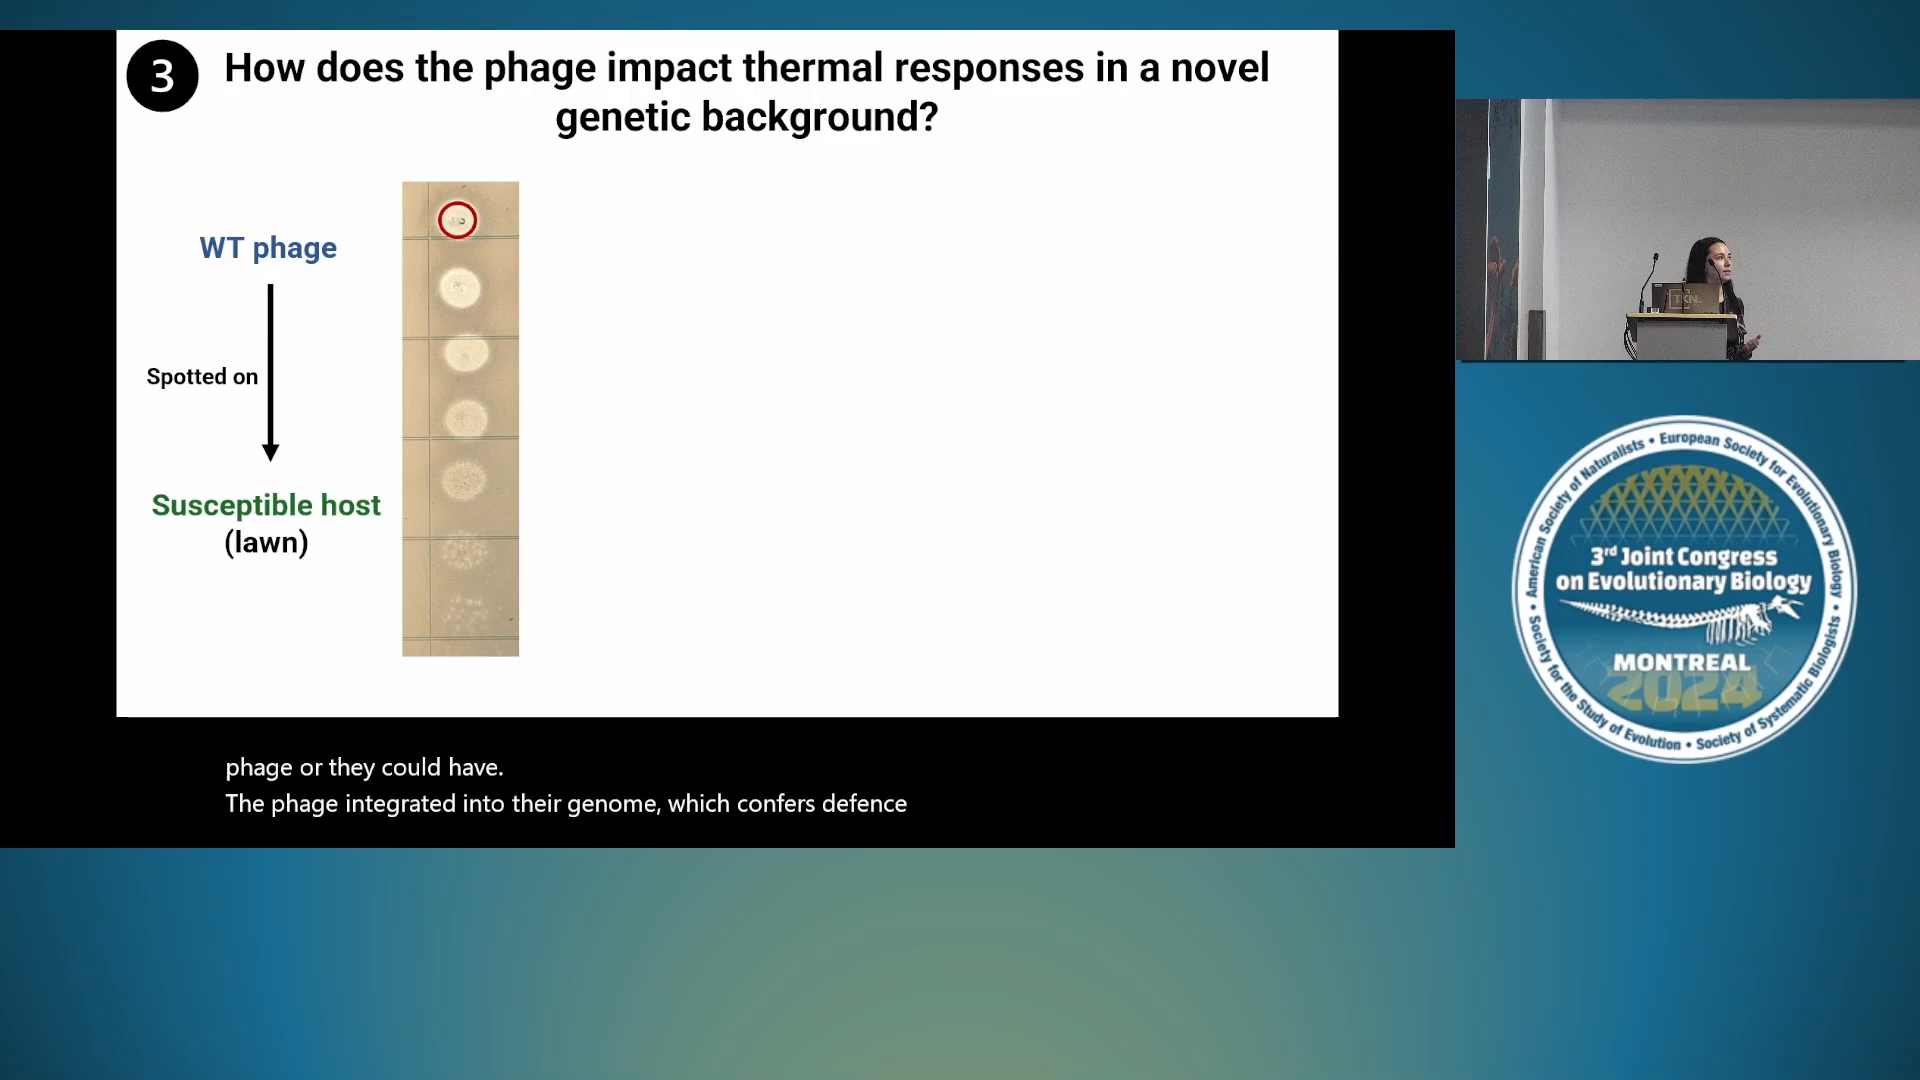 3
How does the phage impact thermal responses in a novel
genetic background?
WT phage
Spotted on
Susceptible host
(lawn)
phage or they could have.
The phage integrated into their genome, which confers defence
TKN
American Society of Naturalists • European Society for Evolutionary Biology • Society of Systematic Biologists • Society for the Study of Evolution •
3rd Joint Congress
on Evolutionary Biology
MONTREAL
2024